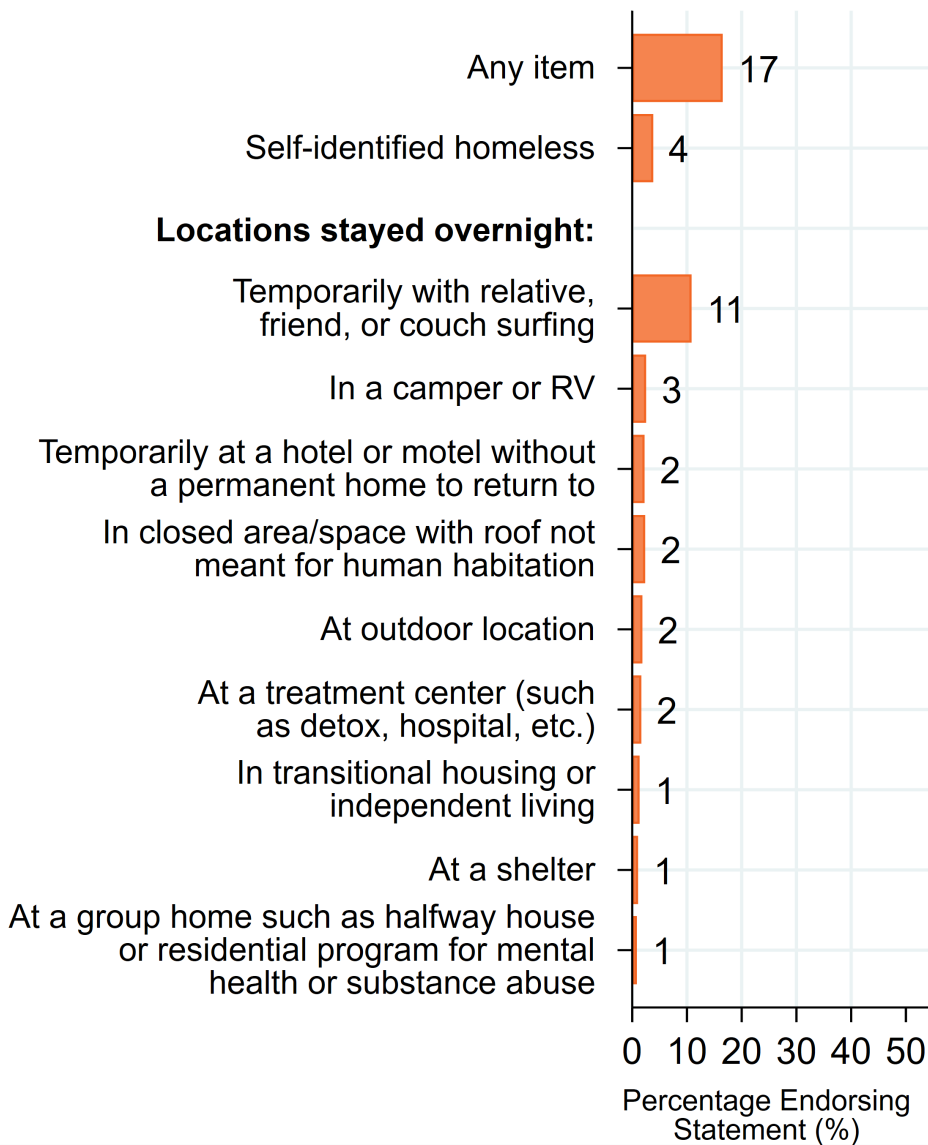 Any item 17
Self-identified homeless 4
Locations stayed overnight:
Temporarily with relative,
friend, or couch surfing 11
In a camper or RV 3
Temporarily at a hotel or motel without
a permanent home to return to 2
In closed area/space with roof not
meant for human habitation 2
At outdoor location 2
At a treatment center (such
as detox, hospital, etc.) 2
In transitional housing or
independent living 1
At a shelter 1
At a group home such as halfway house
or residential program for mental
health or substance abuse 1
0 10 20 30 40 50
Percentage Endorsing
Statement (%)